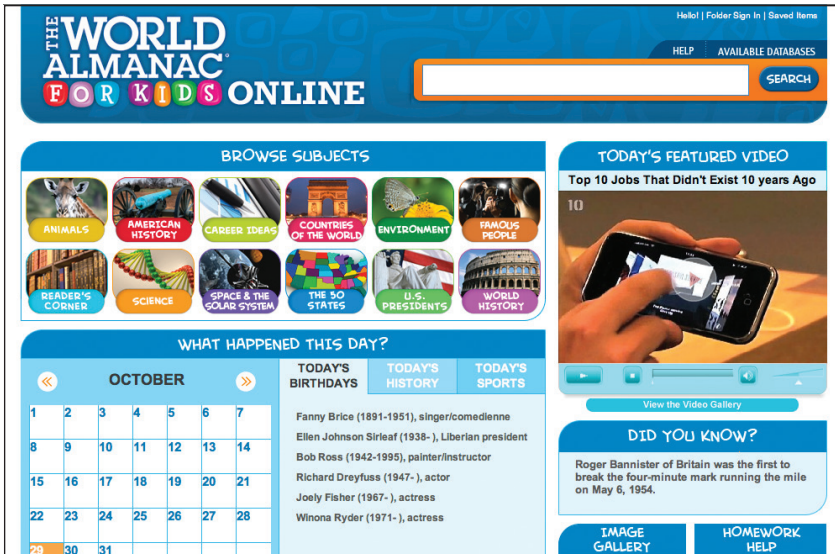 Hello! | Folder Sign In | Saved Items
THE WORLD
ALMANAC®
FOR KIDS ONLINE
HELP
AVAILABLE DATABASES
SEARCH
BROWSE SUBJECTS
ANIMALS
AMERICAN
HISTORY
CAREER IDEAS
COUNTRIES
OF THE WORLD
ENVIRONMENT
FAMOUS
PEOPLE
READER'S
CORNER
SCIENCE
SPACE & THE
SOLAR SYSTEM
THE 50
STATES
U.S.
PRESIDENTS
WORLD
HISTORY
TODAY'S FEATURED VIDEO
Top 10 Jobs That Didn't Exist 10 years Ago
10
View the Video Gallery
WHAT HAPPENED THIS DAY?
« OCTOBER »
1 2 3 4 5 6 7
8 9 10 11 12 13 14
15 16 17 18 19 20 21
22 23 24 25 26 27 28
29 30 31
TODAY'S
BIRTHDAYS
TODAY'S
HISTORY
TODAY'S
SPORTS
Fanny Brice (1891-1951), singer/comedienne
Ellen Johnson Sirleaf (1938- ), Liberian president
Bob Ross (1942-1995), painter/instructor
Richard Dreyfuss (1947- ), actor
Joely Fisher (1967- ), actress
Winona Ryder (1971- ), actress
DID YOU KNOW?
Roger Bannister of Britain was the first to
break the four-minute mark running the mile
on May 6, 1954.
IMAGE
GALLERY
HOMEWORK
HELP